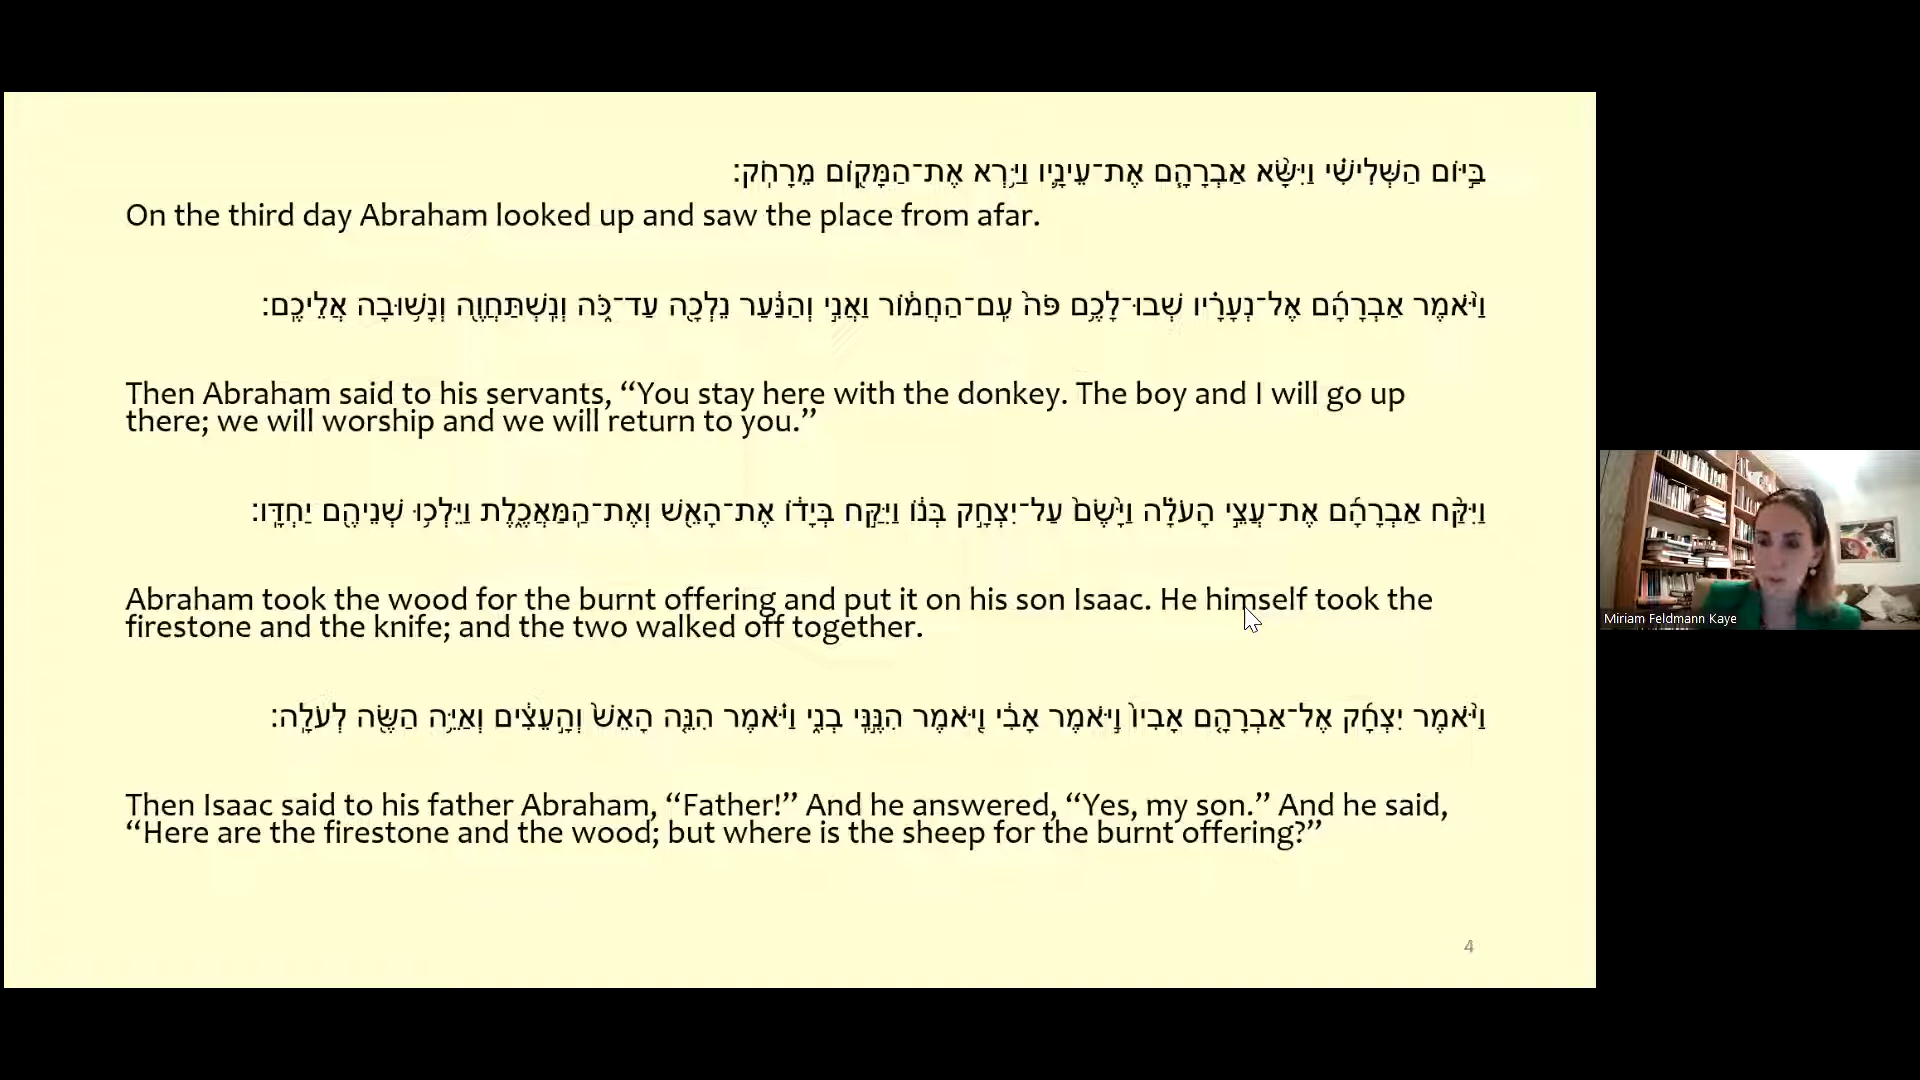 בַּיּ֣וֹם הַשְּׁלִישִׁ֗י וַיִּשָּׂ֨א אַבְרָהָ֧ם אֶת־עֵינָ֛יו וַיַּ֥רְא אֶת־הַמָּק֖וֹם מֵרָחֹֽק׃
On the third day Abraham looked up and saw the place from afar.
וַיֹּ֨אמֶר אַבְרָהָ֜ם אֶל־נְעָרָ֗יו שְׁבוּ־לָכֶ֥ם פֹּה֙ עִֽם־הַחֲמ֔וֹר וַאֲנִ֣י וְהַנַּ֔עַר נֵלְכָ֖ה עַד־כֹּ֑ה וְנִֽשְׁתַּחֲוֶ֖ה וְנָשׁ֥וּבָה אֲלֵיכֶֽם׃
Then Abraham said to his servants, “You stay here with the donkey. The boy and I will go up
there; we will worship and we will return to you.”
וַיִּקַּ֨ח אַבְרָהָ֜ם אֶת־עֲצֵ֣י הָעֹלָ֗ה וַיָּ֙שֶׂם֙ עַל־יִצְחָ֣ק בְּנ֔וֹ וַיִּקַּ֣ח בְּיָד֔וֹ אֶת־הָאֵ֖שׁ וְאֶת־הַֽמַּאֲכֶ֑לֶת וַיֵּלְכ֥וּ שְׁנֵיהֶ֖ם יַחְדָּֽו׃
Abraham took the wood for the burnt offering and put it on his son Isaac. He himself took the
firestone and the knife; and the two walked off together.
וַיֹּ֨אמֶר יִצְחָ֜ק אֶל־אַבְרָהָ֤ם אָבִיו֙ וַיֹּ֣אמֶר אָבִ֔י וַיֹּ֖אמֶר הִנֶּ֣נִּֽי בְנִ֑י וַיֹּ֗אמֶר הִנֵּ֤ה הָאֵשׁ֙ וְהָ֣עֵצִ֔ים וְאַיֵּ֥ה הַשֶּׂ֖ה לְעֹלָֽה׃
Then Isaac said to his father Abraham, “Father!” And he answered, “Yes, my son.” And he said,
“Here are the firestone and the wood; but where is the sheep for the burnt offering?”
4
Miriam Feldmann Kaye